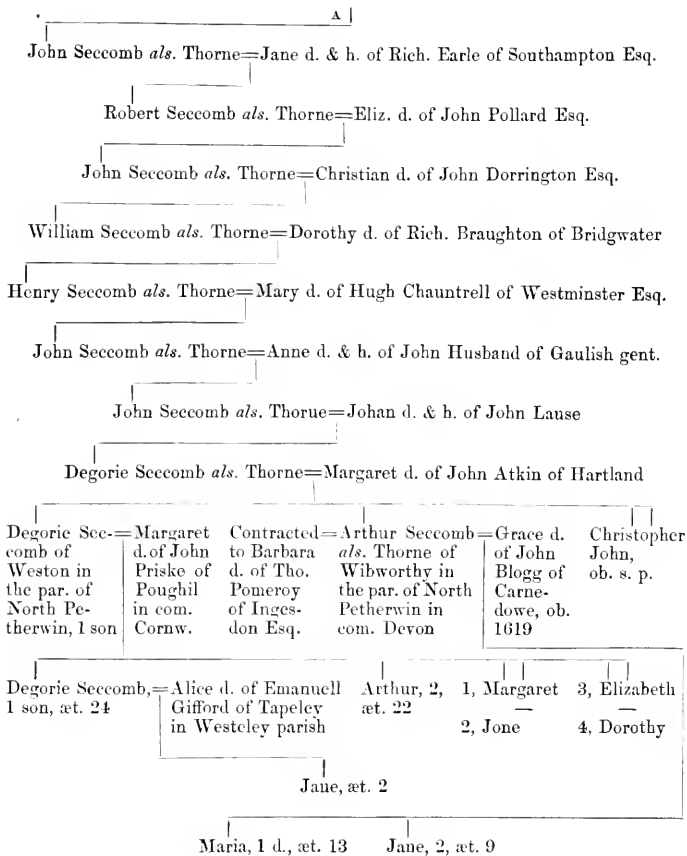 A
John Seccomb als. Thorne=Jane d. & h. of Rich. Earle of Southampton Esq.
Robert Seccomb als. Thorne=Eliz. d. of John Pollard Esq.
John Seccomb als. Thorne=Christian d. of John Dorrington Esq.
William Seccomb als. Thorne=Dorothy d. of Rich. Braughton of Bridgwater
Henry Seccomb als. Thorne=Mary d. of Hugh Chauntrell of Westminster Esq.
John Seccomb als. Thorne=Anne d. & h. of John Husband of Gaulish gent.
John Seccomb als. Thorue=Johan d. & h. of John Lause
Degorie Seccomb als. Thorne=Margaret d. of John Atkin of Hartland
Degorie Sec-=
comb of
Weston in
the par. of
North Pe-
therwin, 1 son
Margaret
d. of John
Priske of
Poughil
in com.
Cornw.
Contracted=
to Barbara
d. of Tho.
Pomeroy
of Inges-
don Esq.
Arthur Seccomb=
als. Thorne of
Wibworthy in
the par. of North
Petherwin in
com. Devon
Grace d.
of John
Blogg of
Carne-
dowe, ob.
1619
Christopher
John,
ob. s. p.
Degorie Seccomb,=
1 son, æt. 24
Alice d. of Emanuell
Gifford of Tapeley
in Westeley parish
Arthur, 2,
æt. 22
1, Margaret
—
2, Jone
3, Elizabeth
—
4, Dorothy
Jane, æt. 2
Maria, 1 d., æt. 13
Jane, 2, æt. 9